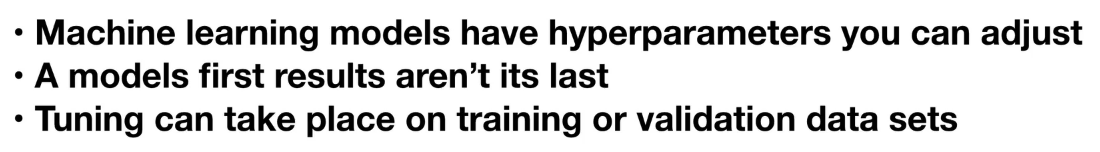 • Machine learning models have hyperparameters you can adjust
• A models first results aren’t its last
• Tuning can take place on training or validation data sets